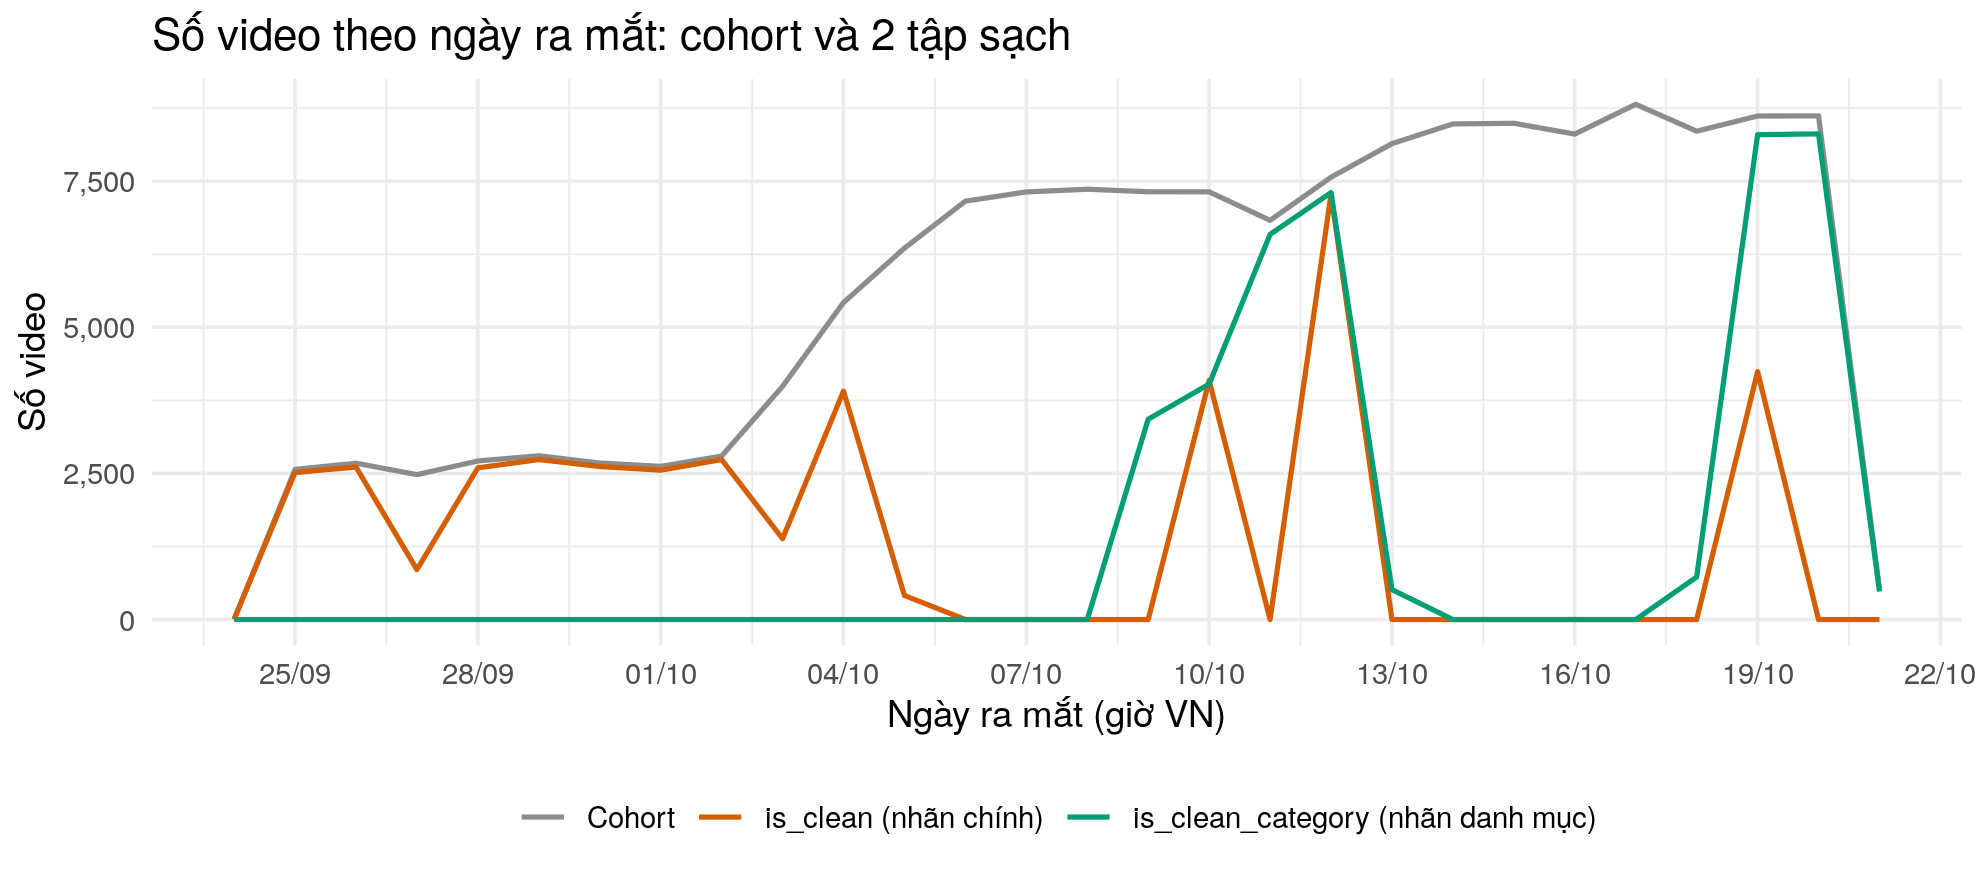 Số video theo ngày ra mắt: cohort và 2 tập sạch
Số video
7,500
5,000
2,500
0
25/09 28/09 01/10 04/10 07/10 10/10 13/10 16/10 19/10 22/10
Ngày ra mắt (giờ VN)
Cohort is_clean (nhãn chính) is_clean_category (nhãn danh mục)